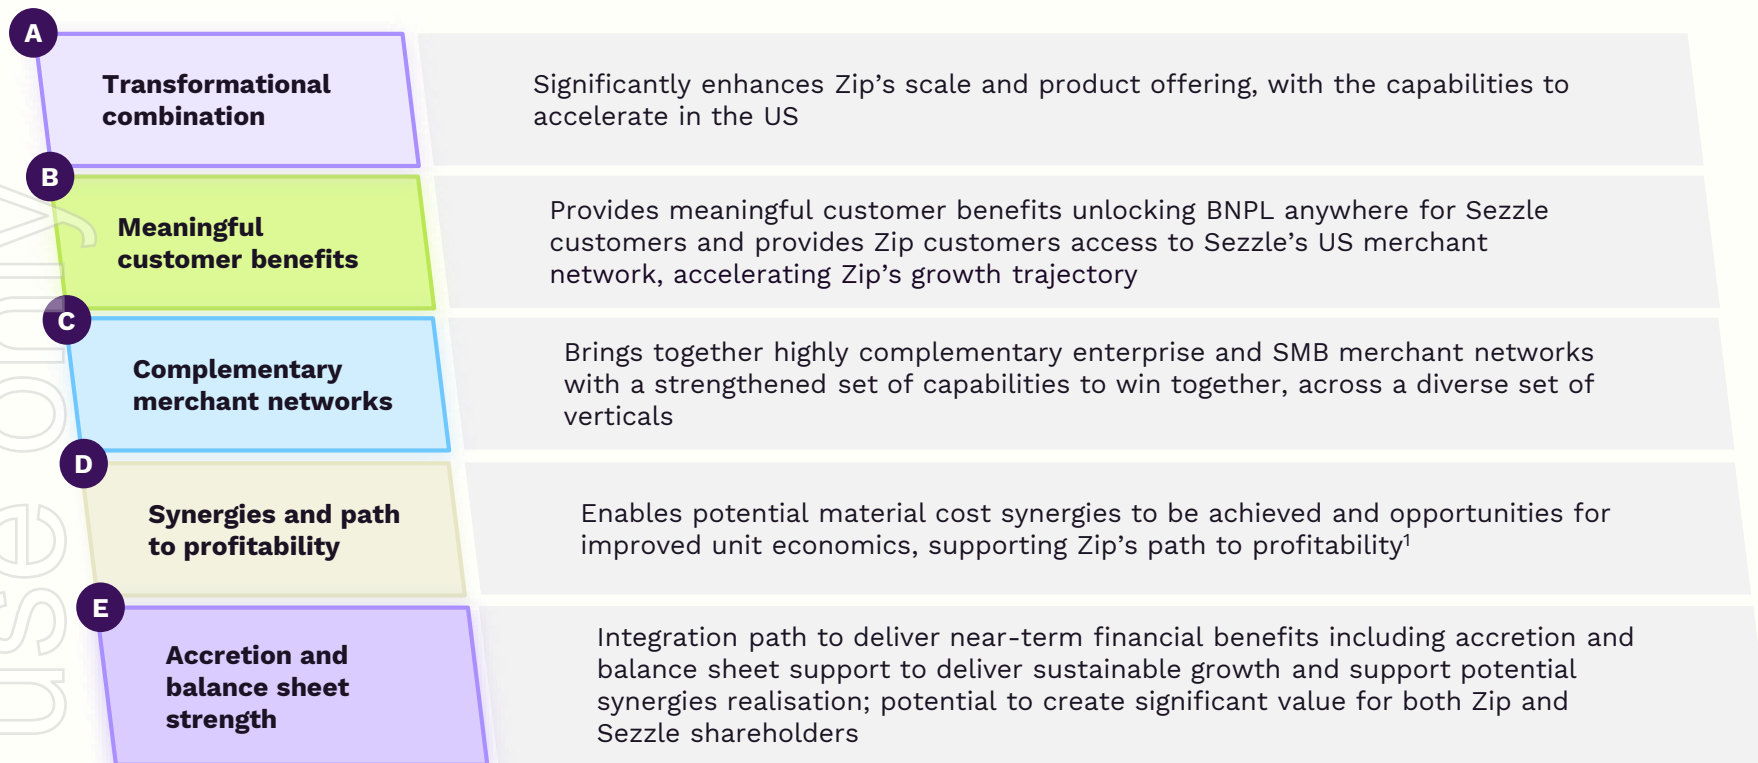 A
Transformational
combination
Significantly enhances Zip’s scale and product offering, with the capabilities to
accelerate in the US
B
Meaningful
customer benefits
Provides meaningful customer benefits unlocking BNPL anywhere for Sezzle
customers and provides Zip customers access to Sezzle’s US merchant
network, accelerating Zip’s growth trajectory
C
Complementary
merchant networks
Brings together highly complementary enterprise and SMB merchant networks
with a strengthened set of capabilities to win together, across a diverse set of
verticals
D
Synergies and path
to profitability
Enables potential material cost synergies to be achieved and opportunities for
improved unit economics, supporting Zip’s path to profitability¹
E
Accretion and
balance sheet
strength
Integration path to deliver near-term financial benefits including accretion and
balance sheet support to deliver sustainable growth and support potential
synergies realisation; potential to create significant value for both Zip and
Sezzle shareholders
use only